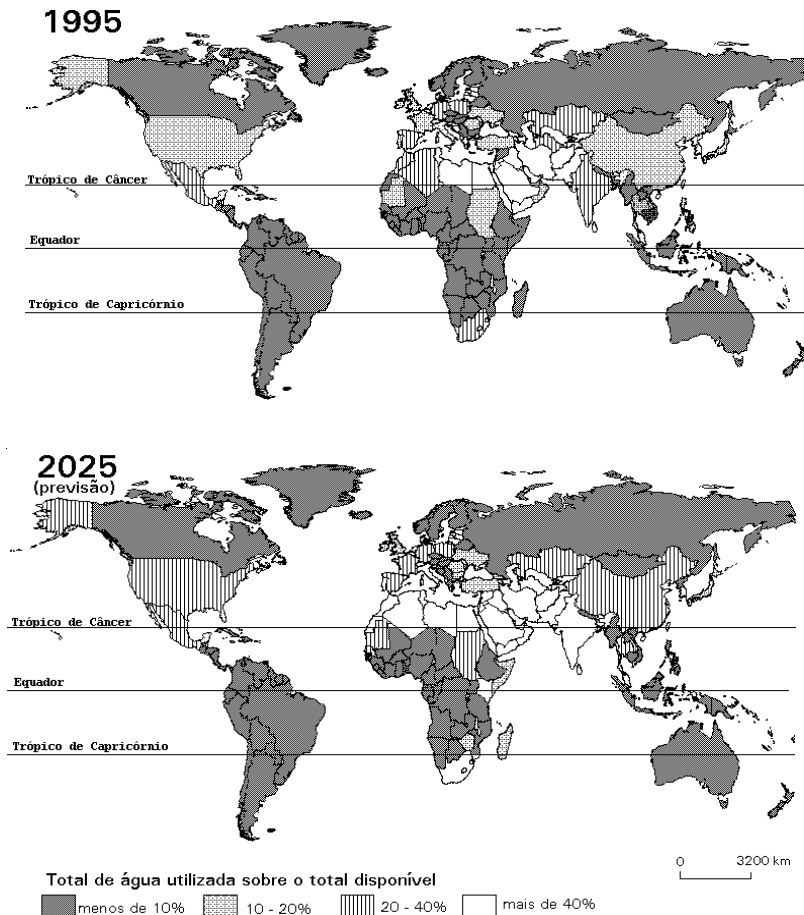 1995
Trópico de Câncer
Equador
Trópico de Capricórnio
2025
(previsão)
Trópico de Câncer
Equador
Trópico de Capricórnio
0 3200 km
Total de água utilizada sobre o total disponível
menos de 10% 10 - 20% 20 - 40% mais de 40%